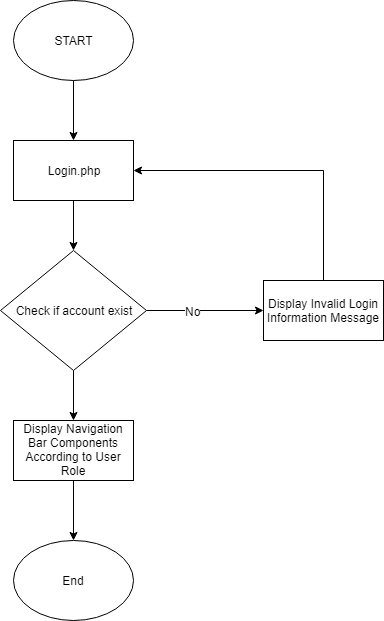 START
Login.php
Check if account exist
No
Display Invalid Login
Information Message
Display Navigation
Bar Components
According to User
Role
End